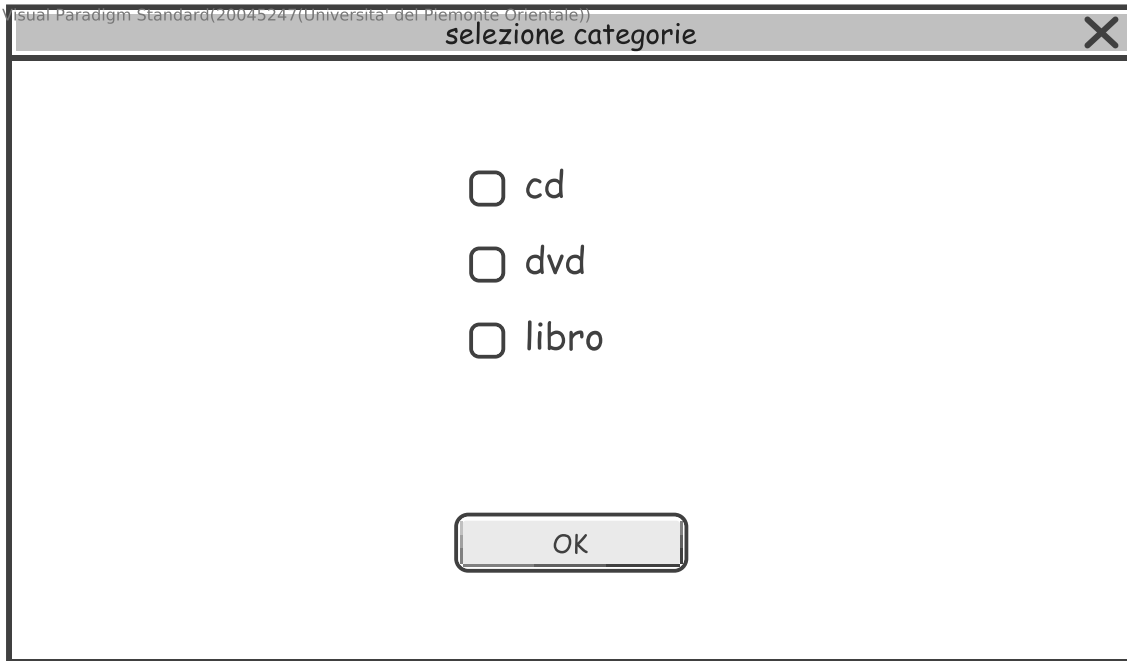 Visual Paradigm Standard(20045247(Universita' del Piemonte Orientale))
selezione categorie
cd
dvd
libro
OK